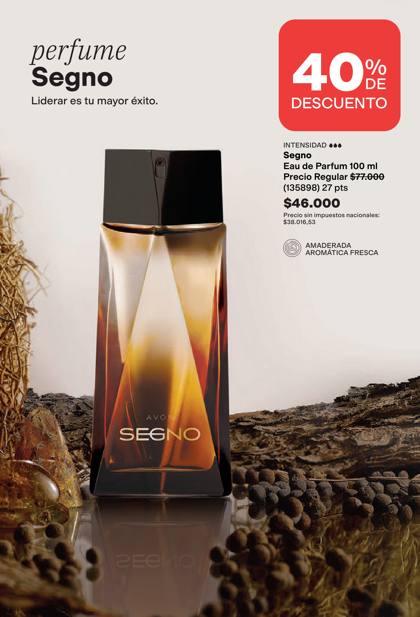 perfume
Segno
Liderar es tu mayor éxito.
40%
DE
DESCUENTO
INTENSIDAD
Segno
Eau de Parfum 100 ml
Precio Regular $77.000
(135898) 27 pts
$46.000
Precio sin impuestos nacionales:
$38.016,53
AMADERADA
AROMÁTICA FRESCA
AVON
SEGNO
SEGNO